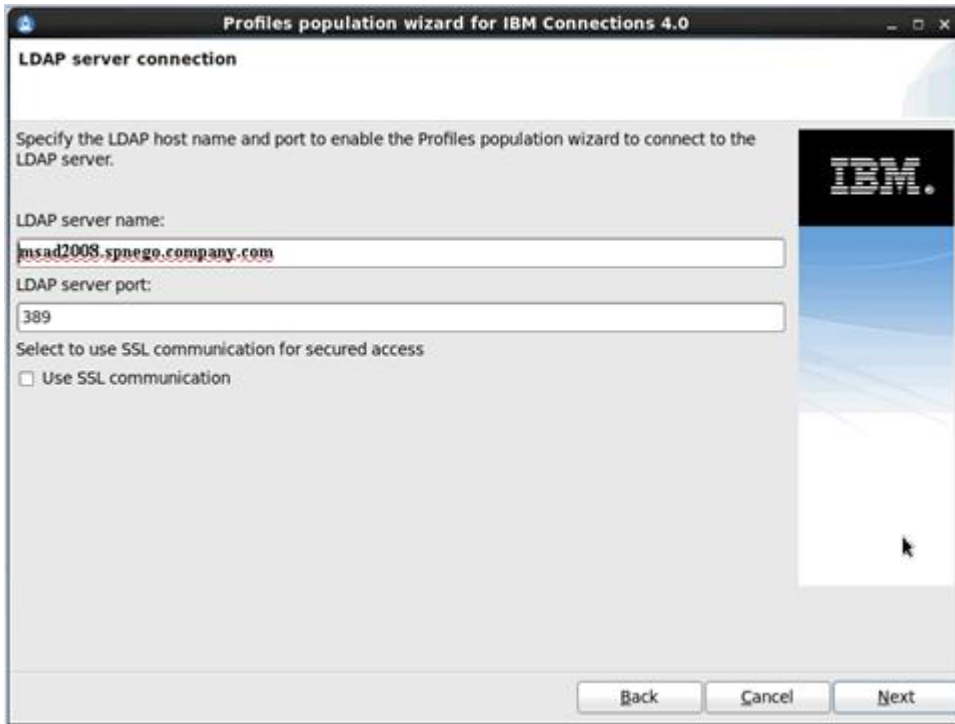 Profiles population wizard for IBM Connections 4.0
LDAP server connection
Specify the LDAP host name and port to enable the Profiles population wizard to connect to the
LDAP server.
IBM.
LDAP server name:
msad2008.spnego.company.com
LDAP server port:
389
Select to use SSL communication for secured access
Use SSL communication
Back
Cancel
Next